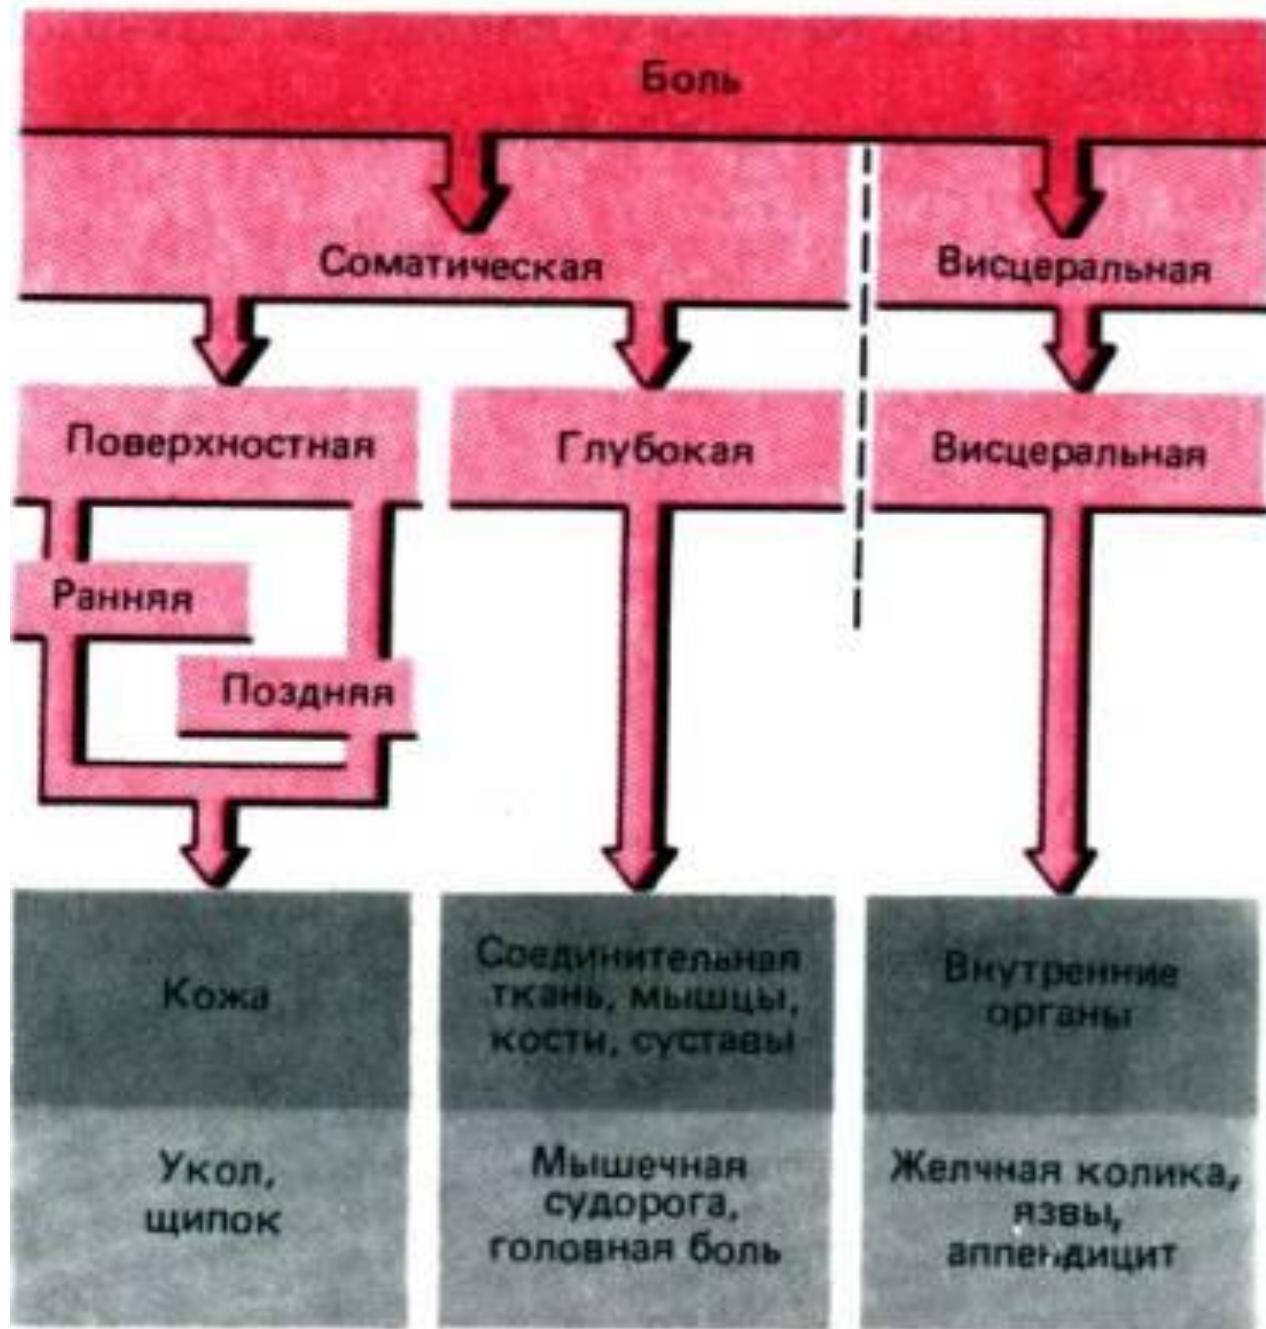 Боль
Соматическая
Висцеральная
Поверхностная
Глубокая
Висцеральная
Ранняя
Поздняя
Кожа
Соединительная
ткань, мышцы,
кости, суставы
Внутренние
органы
Укол,
щипок
Мышечная
судорога,
головная боль
Желчная колика,
язвы,
аппендицит